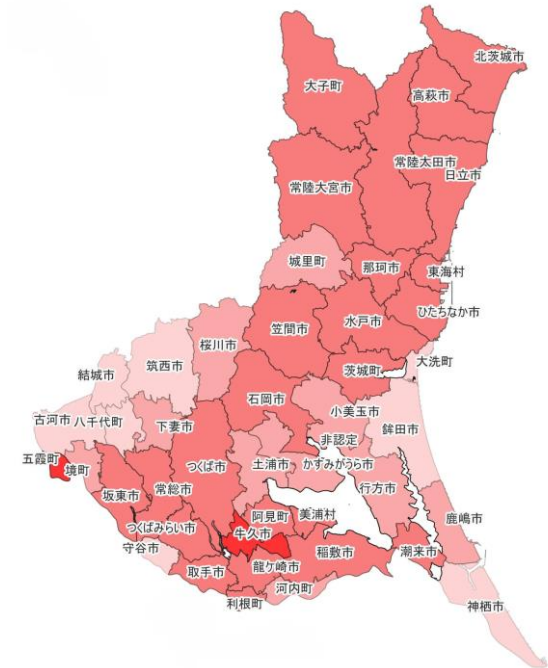 北茨城市
大子町
高萩市
常陸太田市
日立市
常陸大宮市
城里町
那珂市
東海村
ひたちなか市
笠間市
水戸市
桜川市
大洗町
筑西市
茨城町
結城市
石岡市
小美玉市
鉾田市
古河市
八千代町
下妻市
非認定
五霞町
境町
つくば市
土浦市
かすみがうら市
坂東市
常総市
行方市
阿見町
美浦村
鹿嶋市
つくばみらい市
牛久市
守谷市
稲敷市
潮来市
取手市
龍ケ崎市
河内町
利根町
神栖市